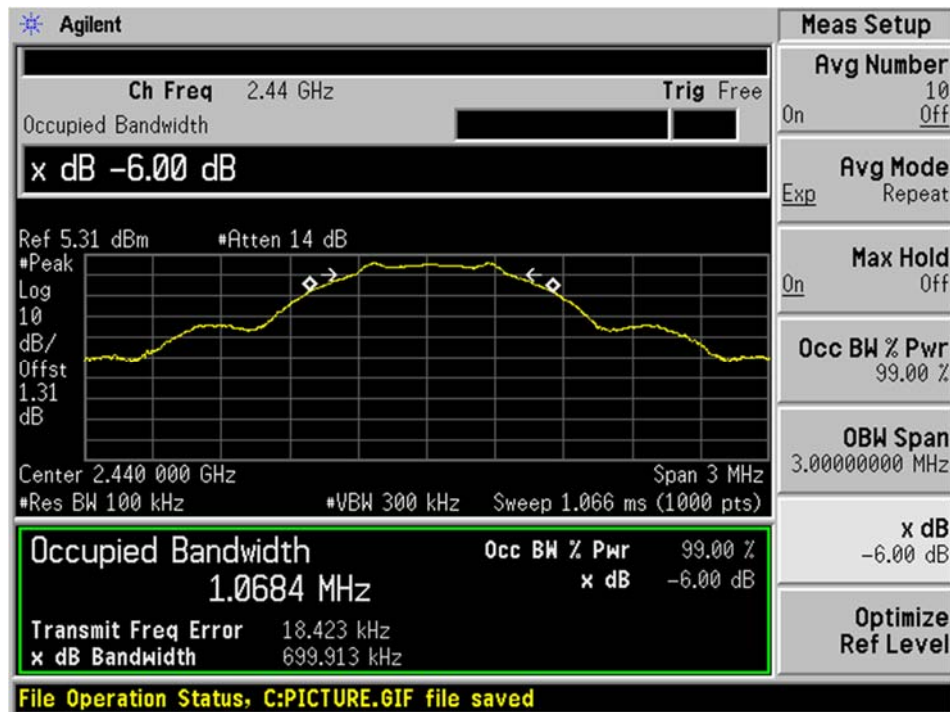 Agilent
Meas Setup
Ch Freq 2.44 GHz Trig Free
Occupied Bandwidth
x dB -6.00 dB
Ref 5.31 dBm #Atten 14 dB
#Peak
Log
10
dB/
Offst
1.31
dB
Center 2.440 000 GHz Span 3 MHz
#Res BW 100 kHz #VBW 300 kHz Sweep 1.066 ms (1000 pts)
Occupied Bandwidth Occ BW % Pwr 99.00 %
1.0684 MHz x dB -6.00 dB
Transmit Freq Error 18.423 kHz
x dB Bandwidth 699.913 kHz
File Operation Status, C:PICTURE.GIF file saved
Avg Number
10
On Off
Avg Mode
Exp Repeat
Max Hold
On Off
Occ BW % Pwr
99.00 %
OBW Span
3.00000000 MHz
x dB
-6.00 dB
Optimize
Ref Level